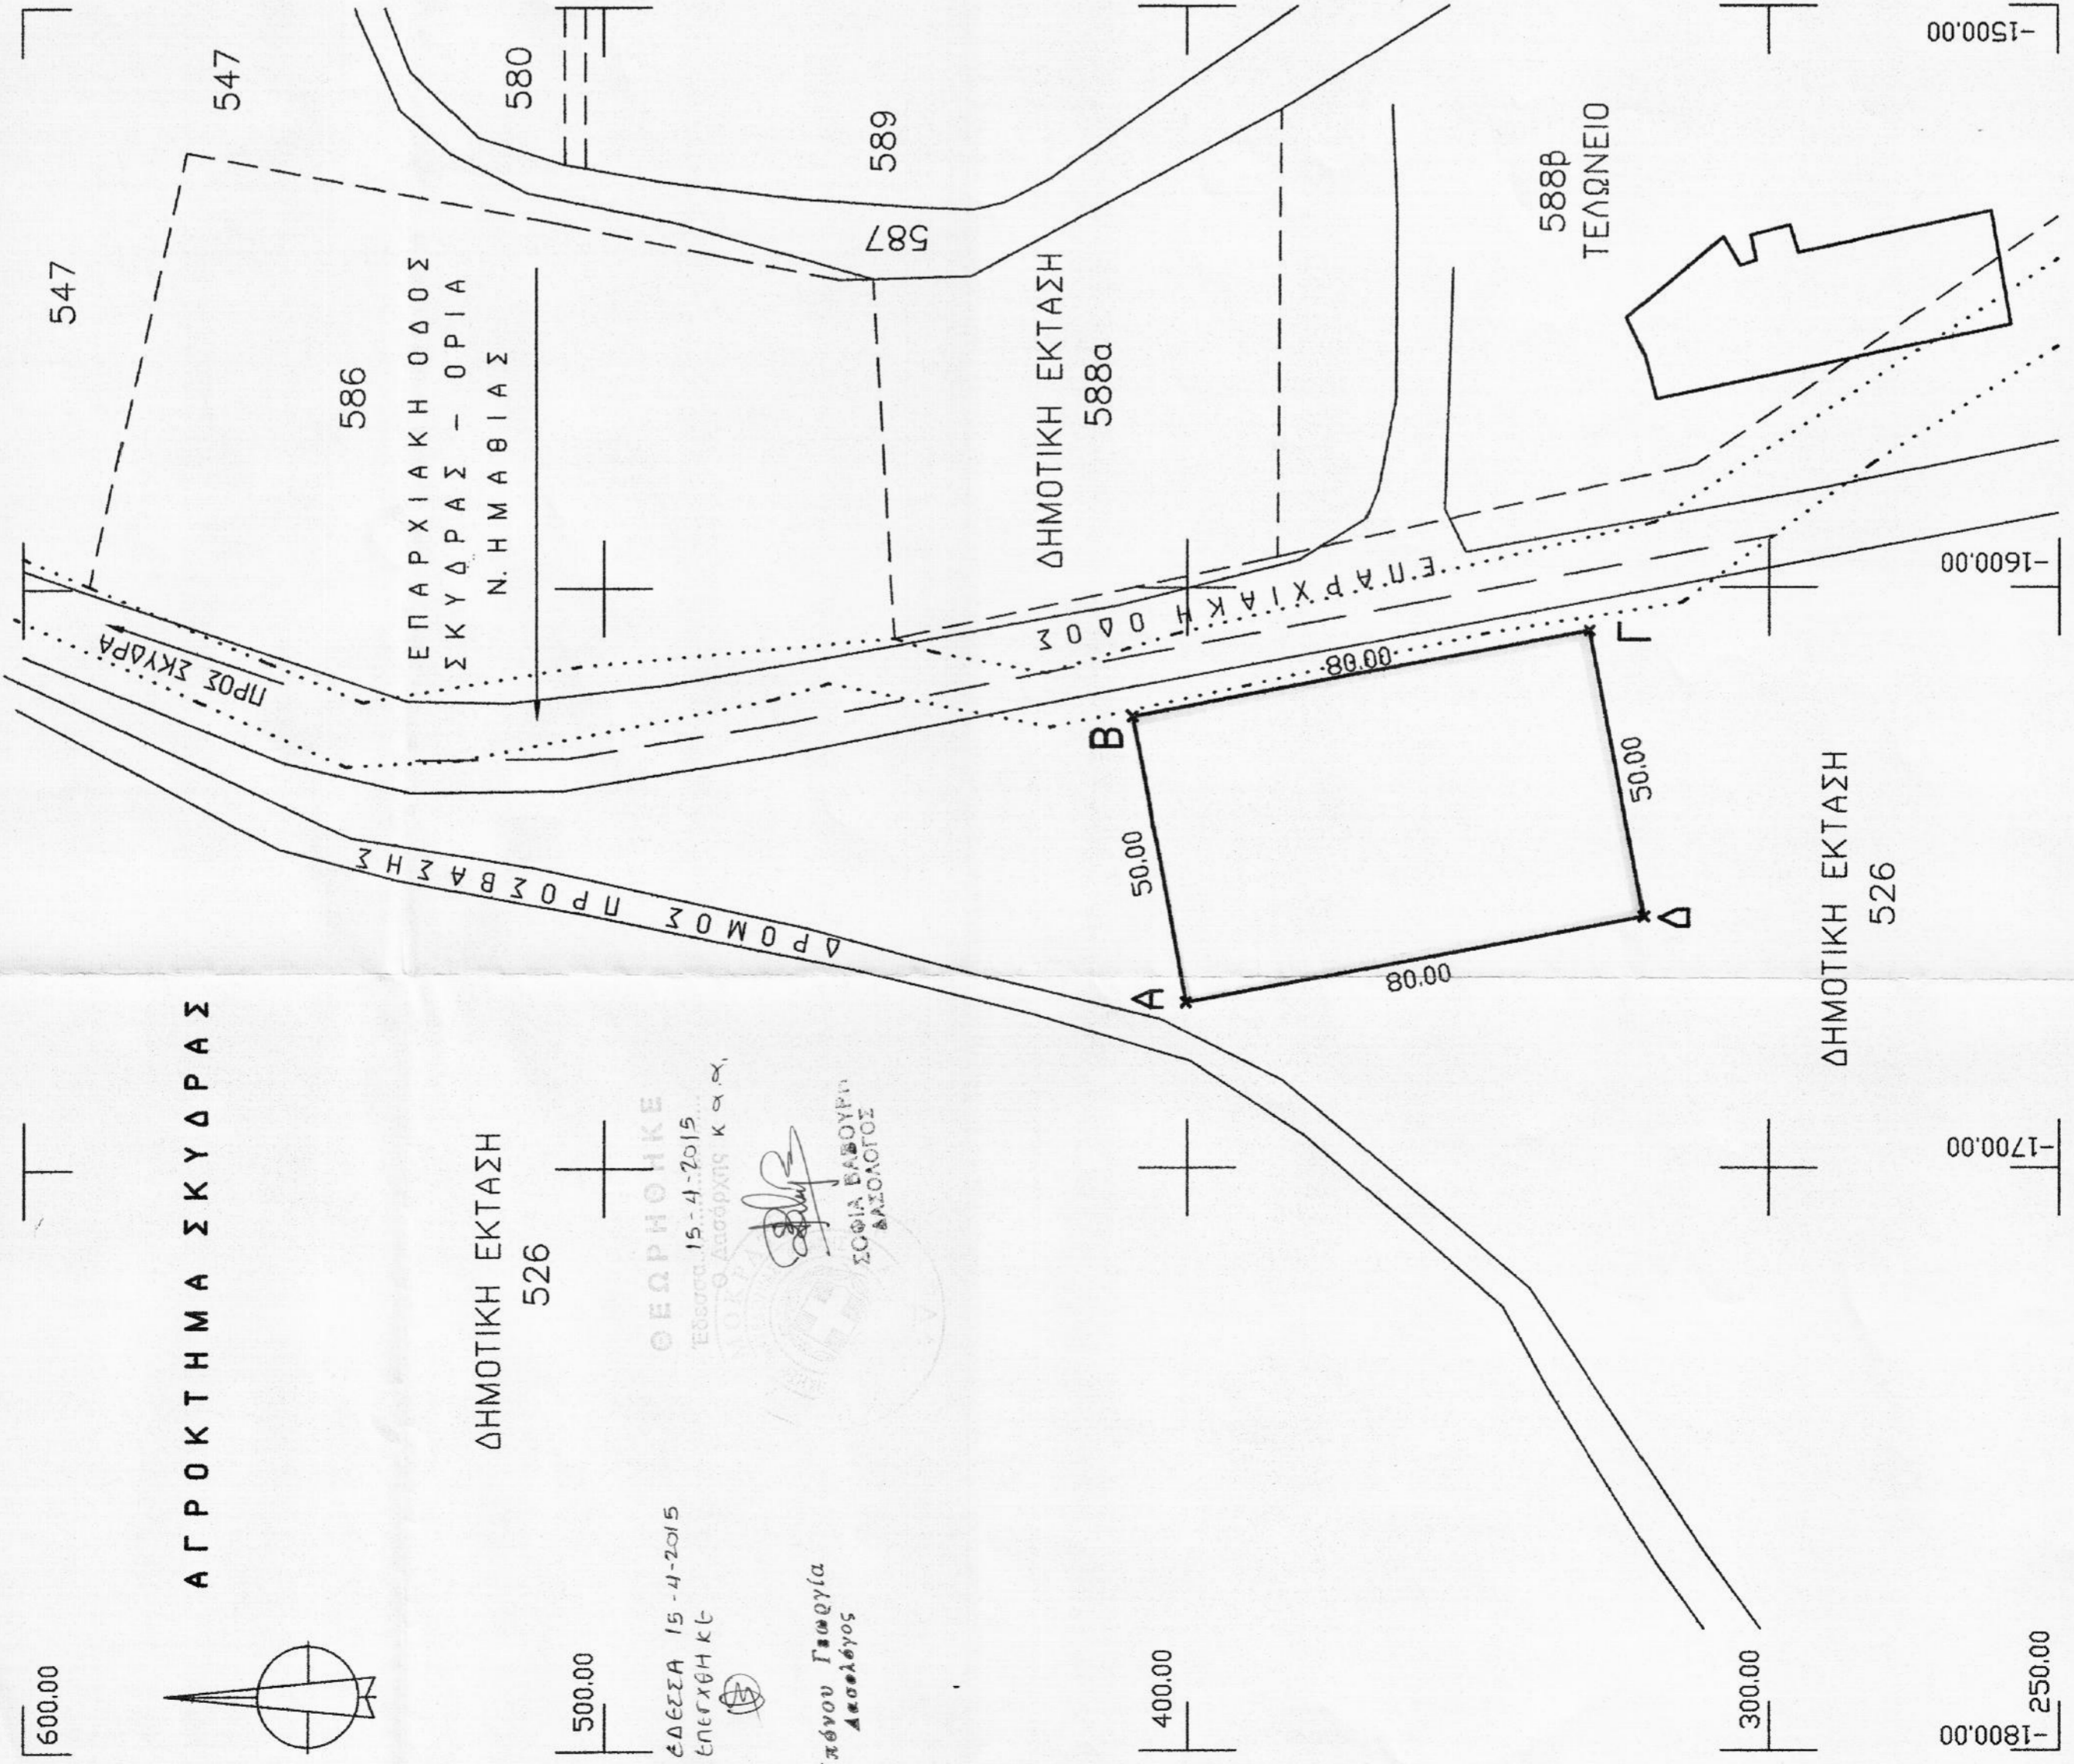 600.00
500.00
400.00
300.00
250.00
ΑΓΡΟΚΤΗΜΑ ΣΚΥΔΡΑΣ
547
547
580
586
589
587
ΕΠΑΡΧΙΑΚΗ ΟΔΟΣ
ΣΚΥΔΡΑΣ - ΟΡΙΑ
Ν. ΗΜΑΘΙΑΣ
ΠΡΟΣ ΣΚΥΔΡΑ
ΔΡΟΜΟΣ ΠΡΟΣΒΑΣΗΣ
ΔΗΜΟΤΙΚΗ ΕΚΤΑΣΗ
526
ΔΗΜΟΤΙΚΗ ΕΚΤΑΣΗ
588α
588β
ΤΕΛΩΝΕΙΟ
ΕΠΑΡΧΙΑΚΗ ΟΔΟΣ
Α
Β
Γ
Δ
50.00
80.00
50.00
80.00
ΔΗΜΟΤΙΚΗ ΕΚΤΑΣΗ
526
ΘΕΩΡΗΘΗΚΕ
Έδεσσα 15-4-2015
Ο Δασάρχης κ α α.
ΣΟΦΙΑ
ΔΑΣΟΛΟΓΟΣ
ΕΔΕΣΣΑ 15-4-2015
Γεωργία
Δασολόγος
-1500.00
-1600.00
-1700.00
-1800.00